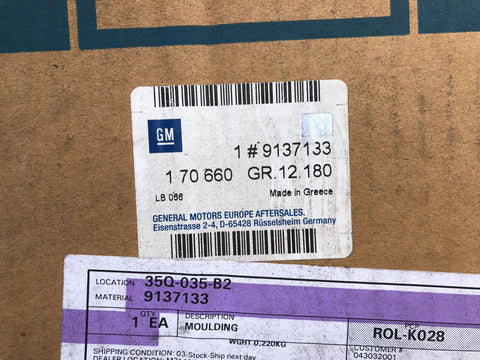 GM
1 # 9137133
1 70 660 GR.12.180
LB 056 Made in Greece
GENERAL MOTORS EUROPE AFTERSALES.
Eisenstrasse 2-4, D-65428 Rüsselsheim Germany
LOCATION 35Q-035-B2
MATERIAL 9137133
QTY DESCRIPTION
1 EA MOULDING
WGHT 0.220KG
ROL-K028
SHIPPING CONDITION: 03-Stock-Ship next day 043032001